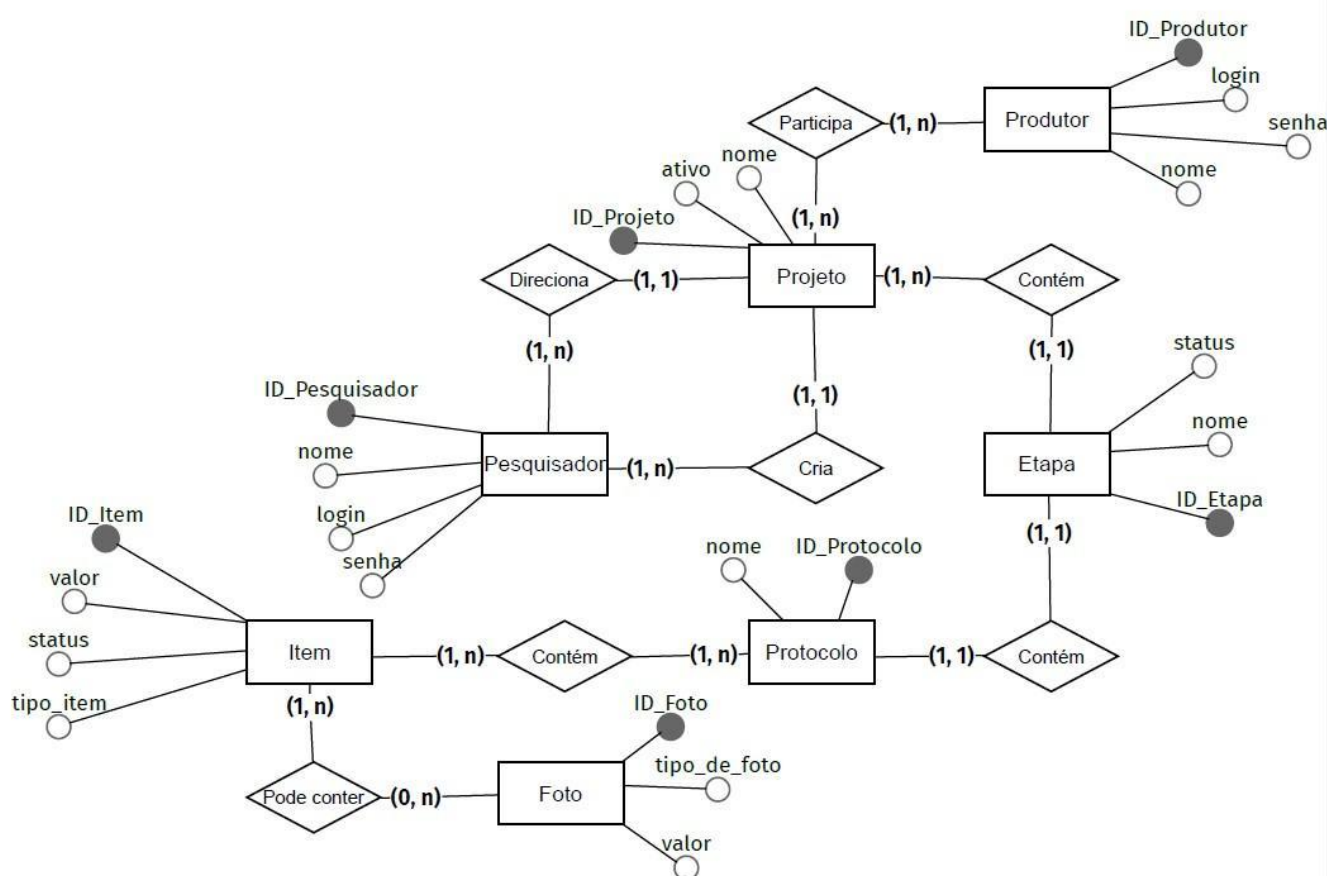 ID_Produtor
login
Produtor
senha
nome
Participa
(1, n)
nome
ativo
ID_Projeto
(1, n)
Direciona
(1, 1)
Projeto
(1, n)
Contém
(1, n)
(1, 1)
status
ID_Pesquisador
(1, 1)
nome
nome
Pesquisador
(1, n)
Cria
Etapa
ID_Item
login
ID_Etapa
valor
senha
nome
ID_Protocolo
(1, 1)
status
Item
(1, n)
Contém
(1, n)
Protocolo
(1, 1)
Contém
tipo_item
(1, n)
ID_Foto
tipo_de_foto
Pode conter
(0, n)
Foto
valor